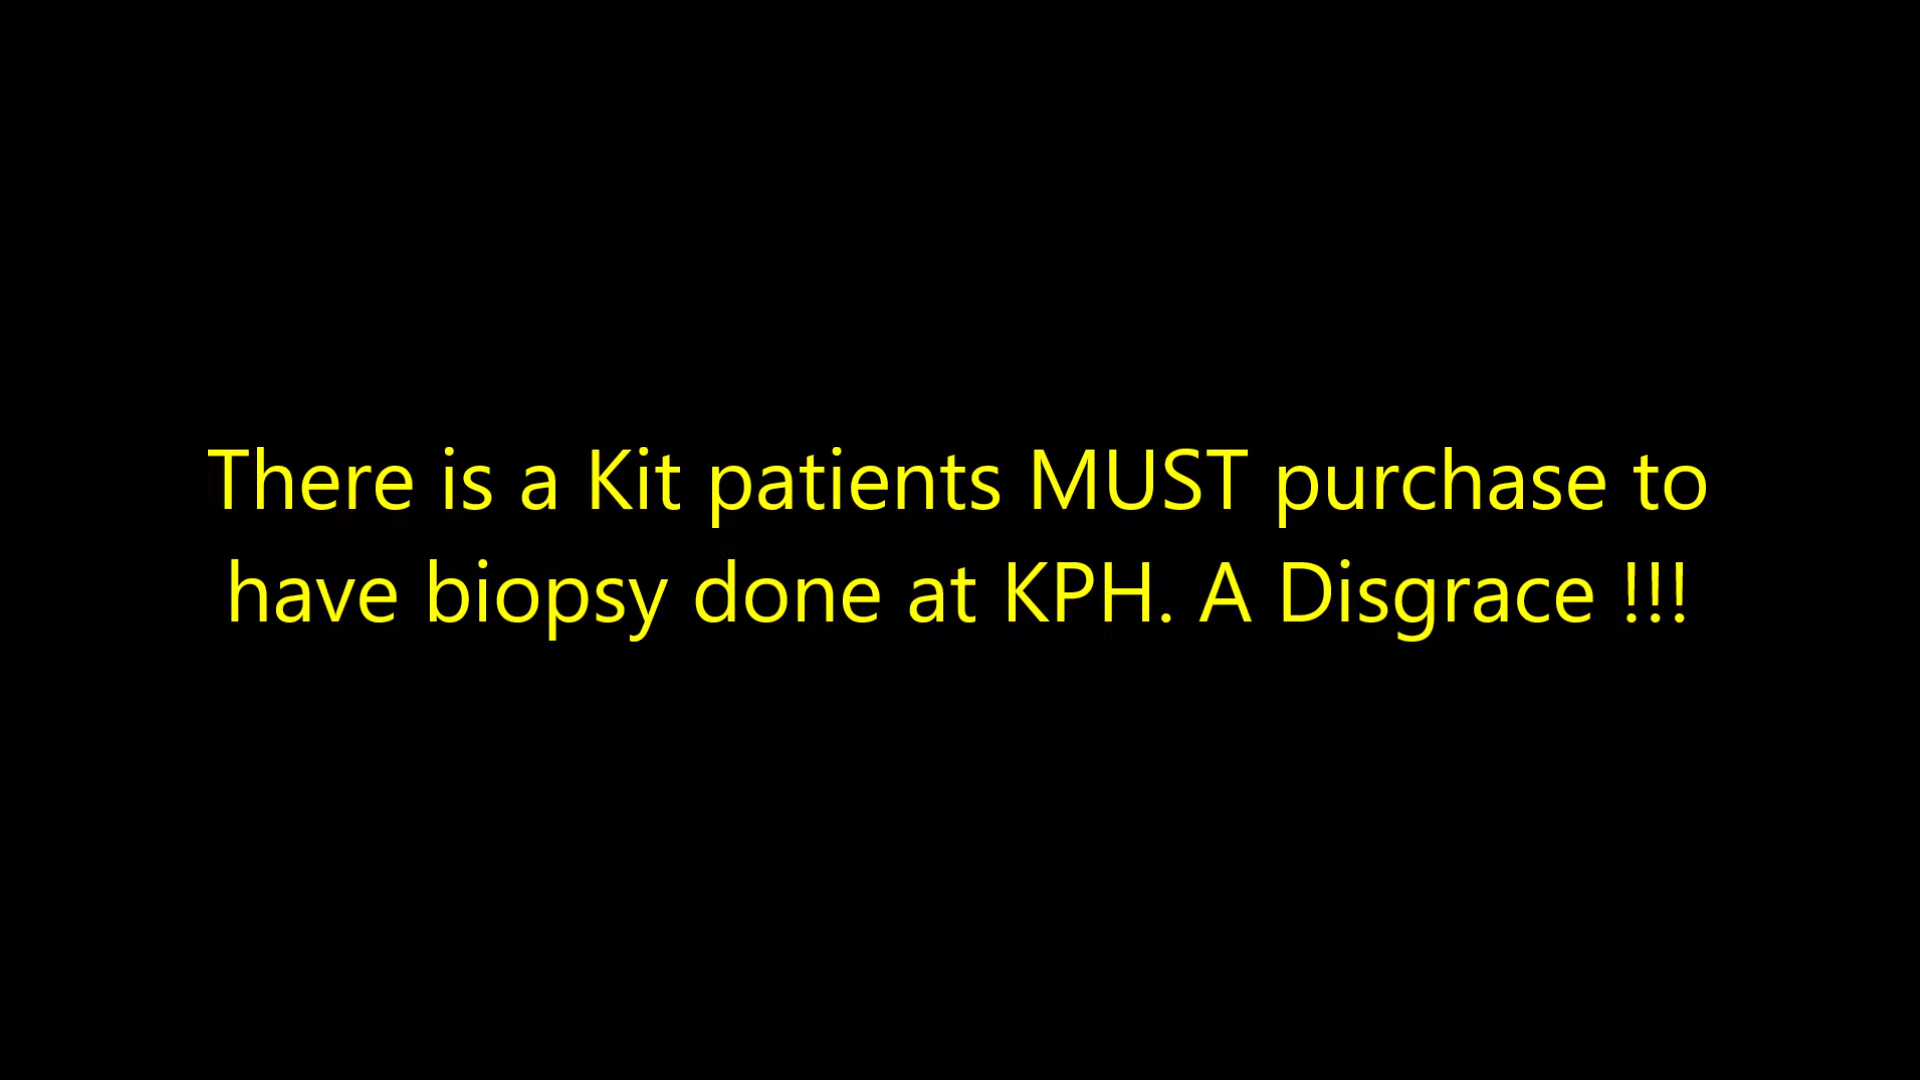 There is a Kit patients MUST purchase to
have biopsy done at KPH. A Disgrace !!!